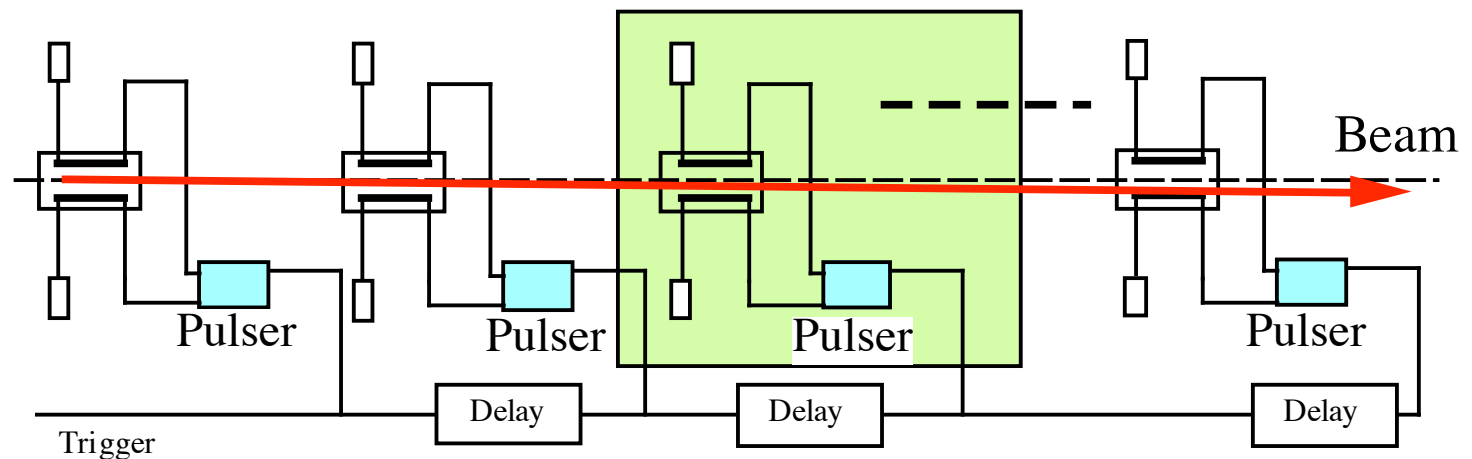 Beam
Pulser
Pulser
Pulser
Pulser
Delay
Delay
Delay
Trigger